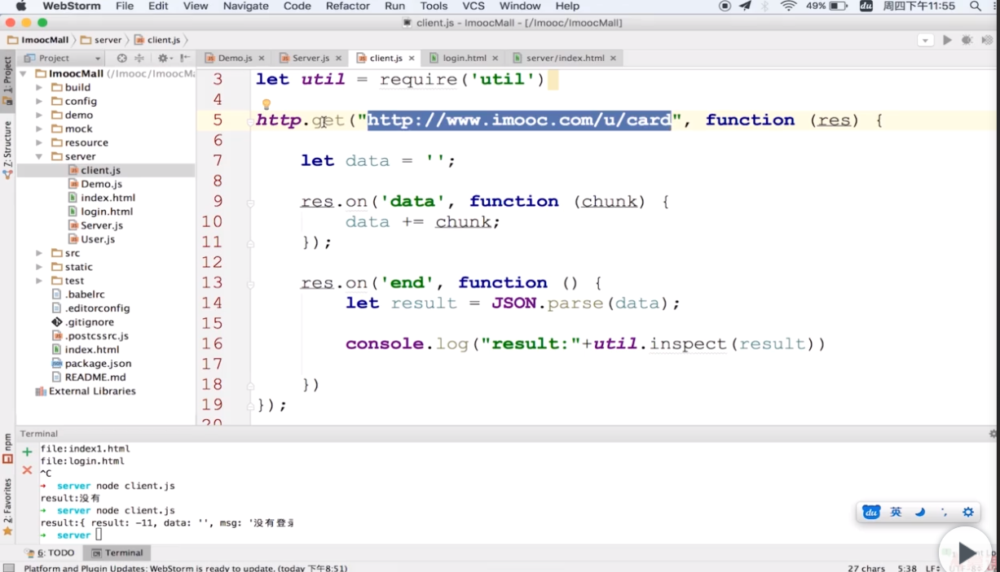 WebStorm File Edit View Navigate Code Refactor Run Tools VCS Window Help 49% du 周四下午11:55
client.js - ImoocMall - [/Imooc/ImoocMall]
ImoocMall server client.js
Project Demo.js × Server.js × client.js × login.html × server/index.html ×
1: Project
Z: Structure
npm
2: Favorites
ImoocMall (/Imooc/ImoocMa
build
config
demo
mock
resource
server
client.js
Demo.js
index.html
login.html
Server.js
User.js
src
static
test
.babelrc
.editorconfig
.gitignore
.postcssrc.js
index.html
package.json
README.md
External Libraries
3 let util = require('util')
4
5 http.get("http://www.imooc.com/u/card", function (res) {
6
7 let data = '';
8
9 res.on('data', function (chunk) {
10 data += chunk;
11 });
12
13 res.on('end', function () {
14 let result = JSON.parse(data);
15
16 console.log("result:"+util.inspect(result))
17
18 })
19 });
20
Terminal
file:index1.html
file:login.html
^C
→ server node client.js
result:没有
→ server node client.js
result:{ result: -11, data: '', msg: '没有登录
→ server
du 英
6: TODO Terminal
Platform and Plugin Updates: WebStorm is ready to update. (today 下午8:51) 27 chars 5:38 LF÷